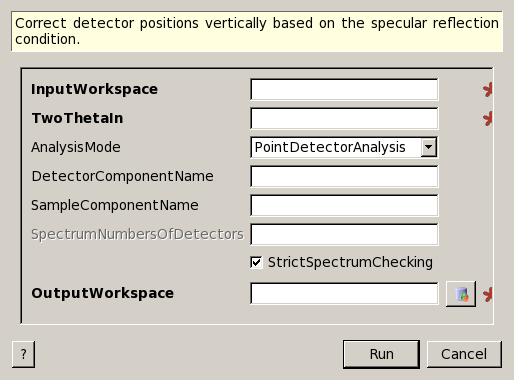 Correct detector positions vertically based on the specular reflection
condition.
InputWorkspace
TwoThetaIn
AnalysisMode PointDetectorAnalysis
DetectorComponentName
SampleComponentName
SpectrumNumbersOfDetectors
StrictSpectrumChecking
OutputWorkspace
? Run Cancel